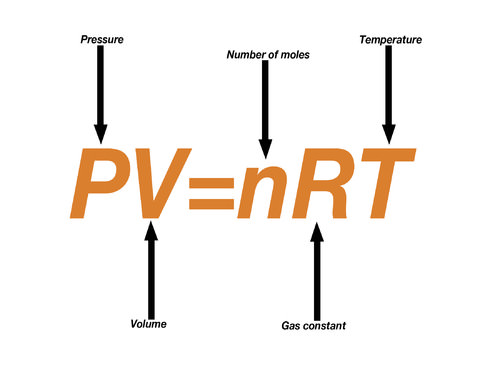 Pressure
Temperature
Number of moles
PV=nRT
Volume
Gas constant